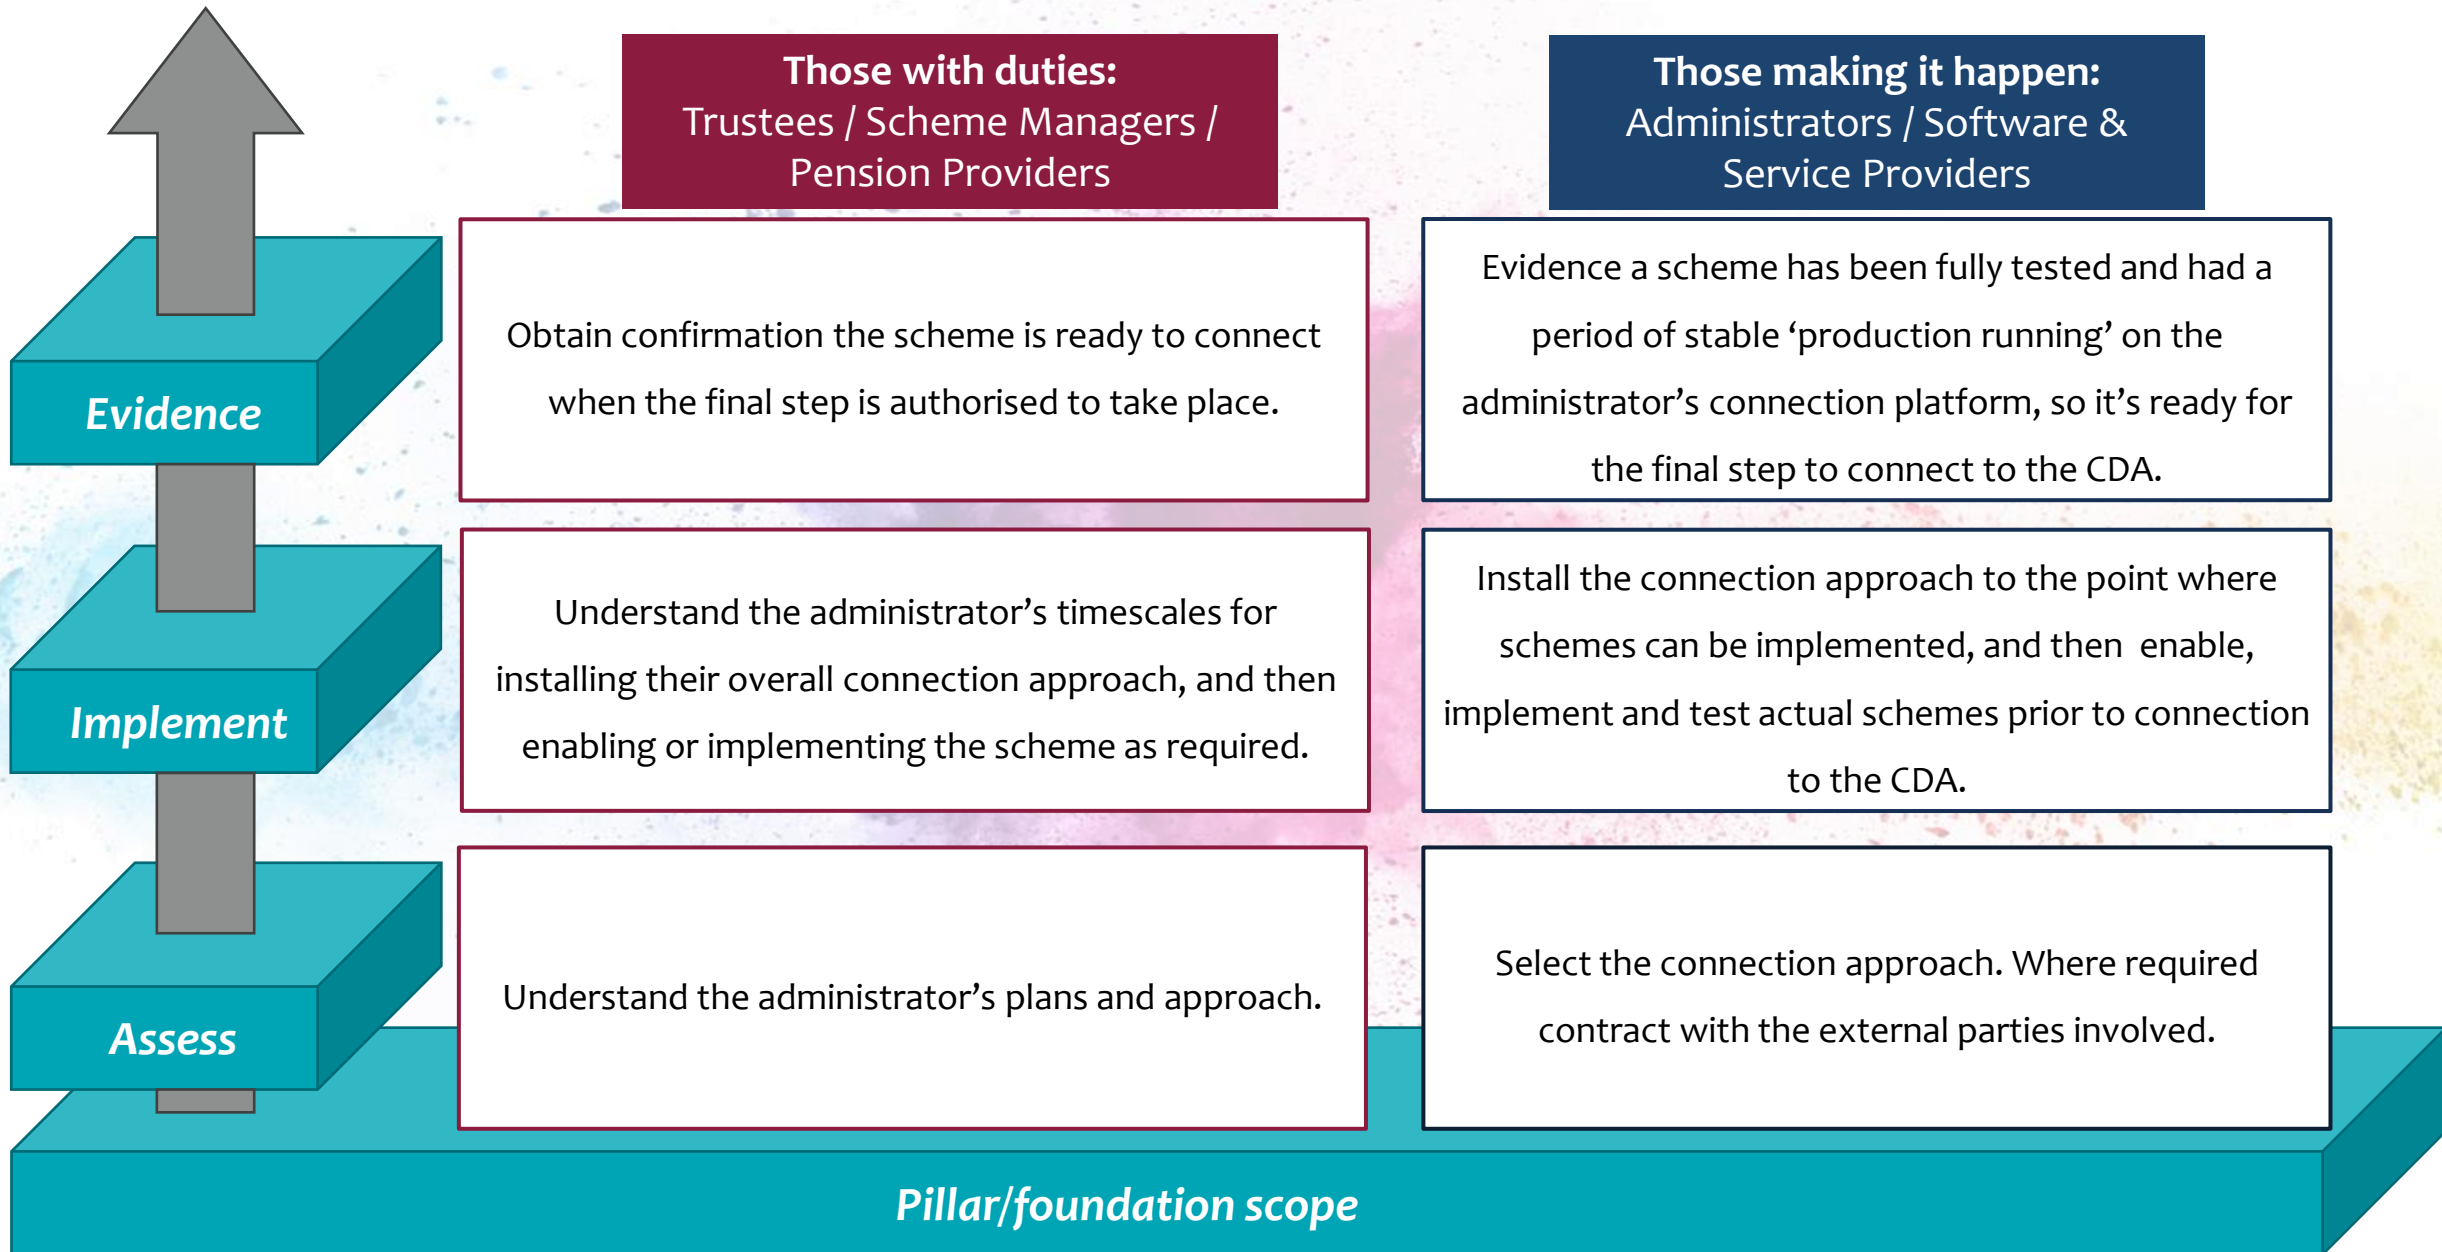 Those with duties:
Trustees / Scheme Managers /
Pension Providers
Those making it happen:
Administrators / Software &
Service Providers
Evidence
Obtain confirmation the scheme is ready to connect
when the final step is authorised to take place.
Evidence a scheme has been fully tested and had a
period of stable ‘production running’ on the
administrator’s connection platform, so it’s ready for
the final step to connect to the CDA.
Implement
Understand the administrator’s timescales for
installing their overall connection approach, and then
enabling or implementing the scheme as required.
Install the connection approach to the point where
schemes can be implemented, and then  enable,
implement and test actual schemes prior to connection
to the CDA.
Assess
Understand the administrator’s plans and approach.
Select the connection approach. Where required
contract with the external parties involved.
Pillar/foundation scope